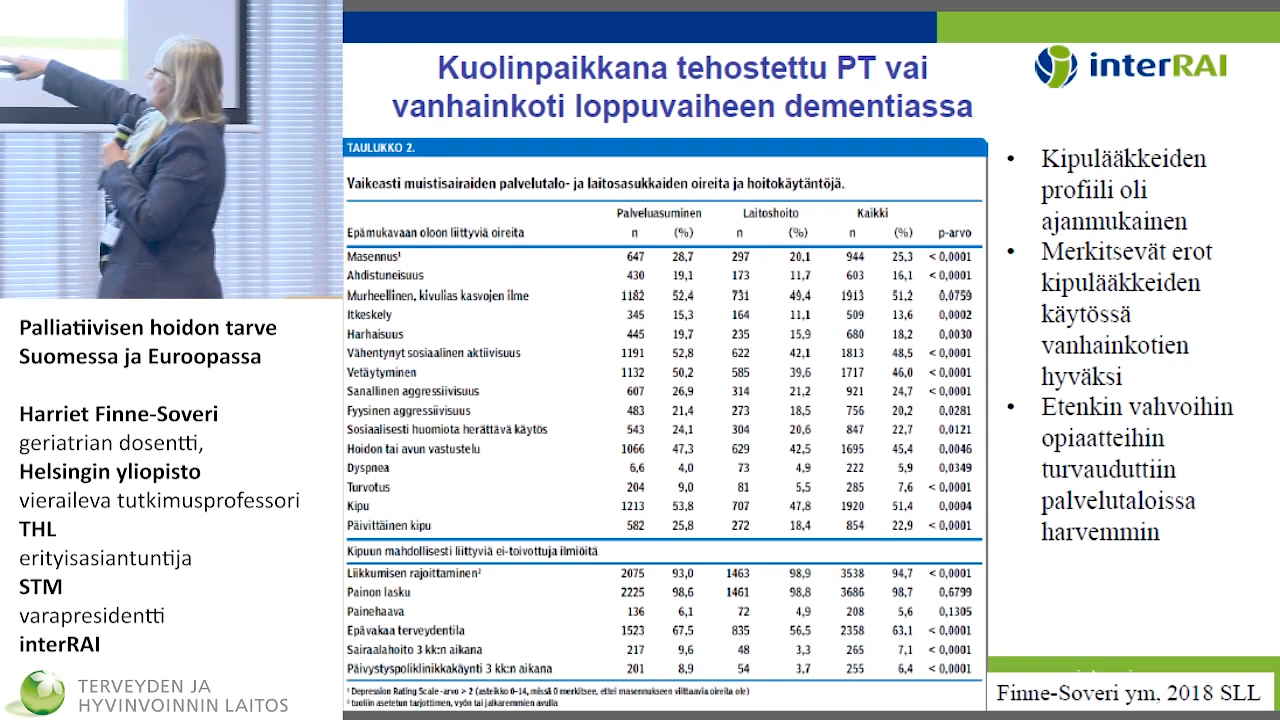 Kuolinpaikkana tehostettu PT vai
vanhainkoti loppuvaiheen dementiassa
interRAI
TAULUKKO 2.
Vaikeasti muistisairaiden palvelutalo- ja laitosasukkaiden oireita ja hoitokäytäntöjä.
Palveluasuminen Laitoshoito Kaikki
Epämukavaan oloon liittyviä oireita n (%) n (%) n (%) p-arvo
Masennus¹ 647 28,7 297 20,1 944 25,3 < 0,0001
Ahdistuneisuus 430 19,1 173 11,7 603 16,1 < 0,0001
Murheellinen, kivulias kasvojen ilme 1182 52,4 731 49,4 1913 51,2 0,0759
Itkeskely 345 15,3 164 11,1 509 13,6 0,0002
Harhaisuus 445 19,7 235 15,9 680 18,2 0,0030
Vähentynyt sosiaalinen aktiivisuus 1191 52,8 622 42,1 1813 48,5 < 0,0001
Vetäytyminen 1132 50,2 585 39,6 1717 46,0 < 0,0001
Sanallinen aggressiivisuus 607 26,9 314 21,2 921 24,7 < 0,0001
Fyysinen aggressiivisuus 483 21,4 273 18,5 756 20,2 0,0281
Sosiaalisesti huomiota herättävä käytös 543 24,1 304 20,6 847 22,7 0,0121
Hoidon tai avun vastustelu 1066 47,3 629 42,5 1695 45,4 0,0046
Dyspnea 6,6 4,0 73 4,9 222 5,9 0,0349
Turvotus 204 9,0 81 5,5 285 7,6 < 0,0001
Kipu 1213 53,8 707 47,8 1920 51,4 0,0004
Päivittäinen kipu 582 25,8 272 18,4 854 22,9 < 0,0001
Kipuun mahdollisesti liittyviä ei-toivottuja ilmiöitä
Liikkumisen rajoittaminen² 2075 93,0 1463 98,9 3538 94,7 < 0,0001
Painon lasku 2225 98,6 1461 98,8 3686 98,7 0,6799
Painehaava 136 6,1 72 4,9 208 5,6 0,1305
Epävakaa terveydentila 1523 67,5 835 56,5 2358 63,1 < 0,0001
Sairaalahoito 3 kk:n aikana 217 9,6 48 3,3 265 7,1 < 0,0001
Päivystyspoliklinikkakäynti 3 kk:n aikana 201 8,9 54 3,7 255 6,4 < 0,0001
¹ Depression Rating Scale -arvo > 2 (asteikko 0–14, missä 0 merkitsee, ettei masennukseen viittaavia oireita ole)
² tuoliin asetetun tarjottimen, vyön tai jalkaremmien avulla
• Kipulääkkeiden
profiili oli
ajanmukainen
• Merkitsevät erot
kipulääkkeiden
käytössä
vanhainkotien
hyväksi
• Etenkin vahvoihin
opiaatteihin
turvauduttiin
palvelutaloissa
harvemmin
Finne-Soveri ym, 2018 SLL
Palliatiivisen hoidon tarve
Suomessa ja Euroopassa
Harriet Finne-Soveri
geriatrian dosentti,
Helsingin yliopisto
vieraileva tutkimusprofessori
THL
erityisasiantuntija
STM
varapresidentti
interRAI
TERVEYDEN JA
HYVINVOINNIN LAITOS